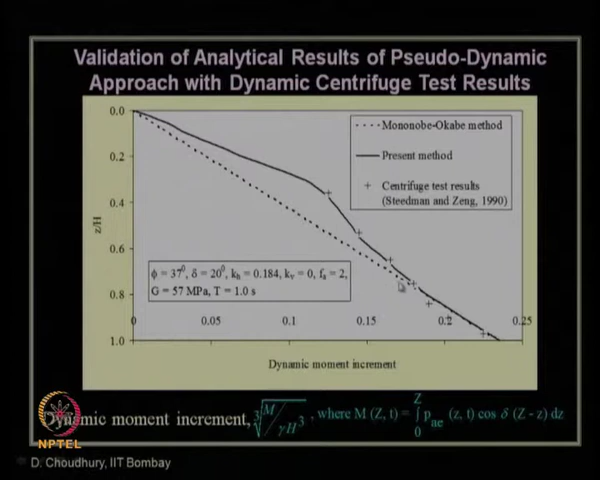 Validation of Analytical Results of Pseudo-Dynamic
Approach with Dynamic Centrifuge Test Results
0.0
0.2
0.4
0.6
0.8
1.0
z/H
Mononobe-Okabe method
Present method
Centrifuge test results
(Steedman and Zeng, 1990)
ϕ = 37⁰, δ = 20⁰, kₕ = 0.184, kᵥ = 0, fₐ = 2,
G = 57 MPa, T = 1.0 s
0 0.05 0.1 0.15 0.2 0.25
Dynamic moment increment
Dynamic moment increment, ∛M/γH³, where M (Z, t) = ∫₀ᶻ pₐₑ (z, t) cos δ (Z - z) dz
NPTEL
D. Choudhury, IIT Bombay